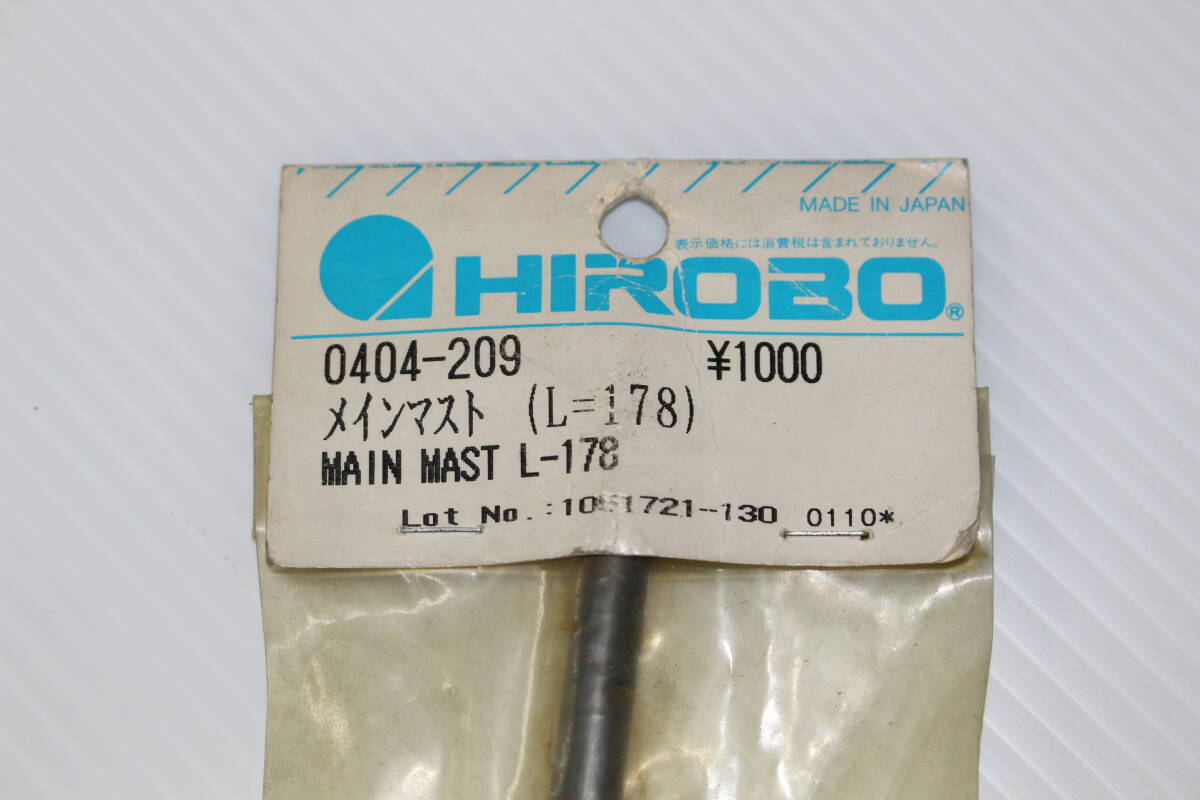 MADE IN JAPAN
表示価格には消費税は含まれておりません。
HIROBO®
0404-209 ¥1000
メインマスト (L=178)
MAIN MAST L-178
Lot No.: 0110*